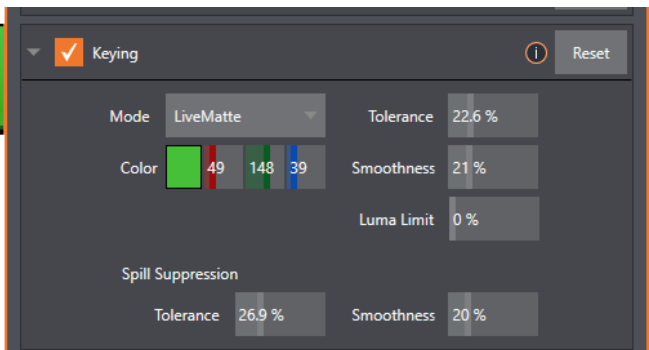 Keying i Reset
Mode LiveMatte Tolerance 22.6 %
Color 49 148 39 Smoothness 21 %
Luma Limit 0 %
Spill Suppression
Tolerance 26.9 % Smoothness 20 %